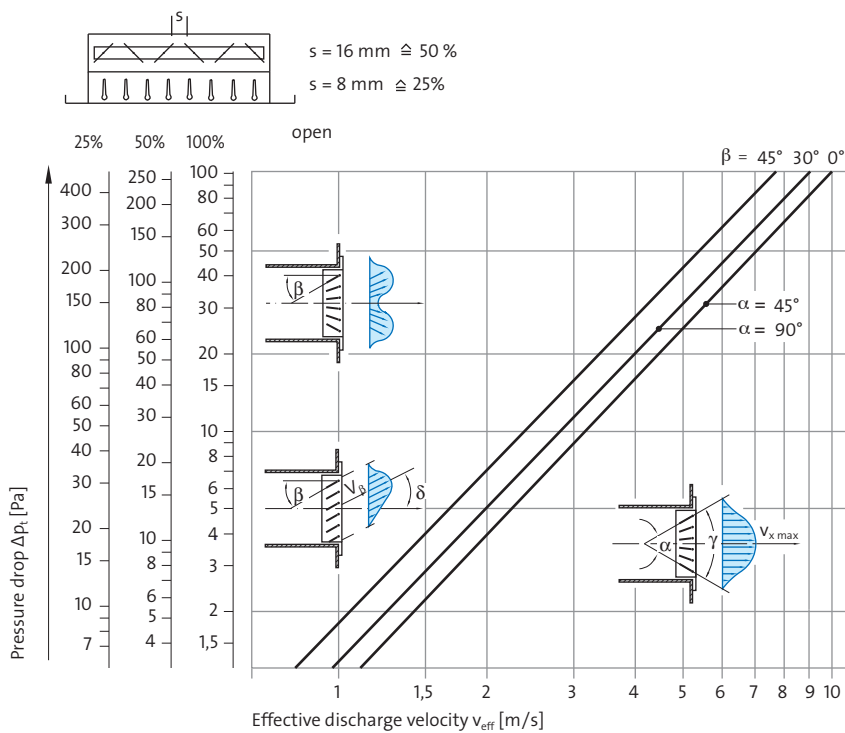 s
s = 16 mm ≙ 50 %
s = 8 mm ≙ 25%
open
25% 50% 100%
β = 45° 30° 0°
400 300 200 150 100 80 60 50 40 30 20 15 10 7
250 200 150 100 80 60 50 40 30 20 15 10 8 6 5 4
100 80 60 50 40 30 20 15 10 8 6 5 4 3 2 1,5
β
α = 45°
α = 90°
β Vβ δ
α γ vx max
Pressure drop Δpt [Pa]
1 1,5 2 3 4 5 6 7 8 9 10
Effective discharge velocity veff [m/s]